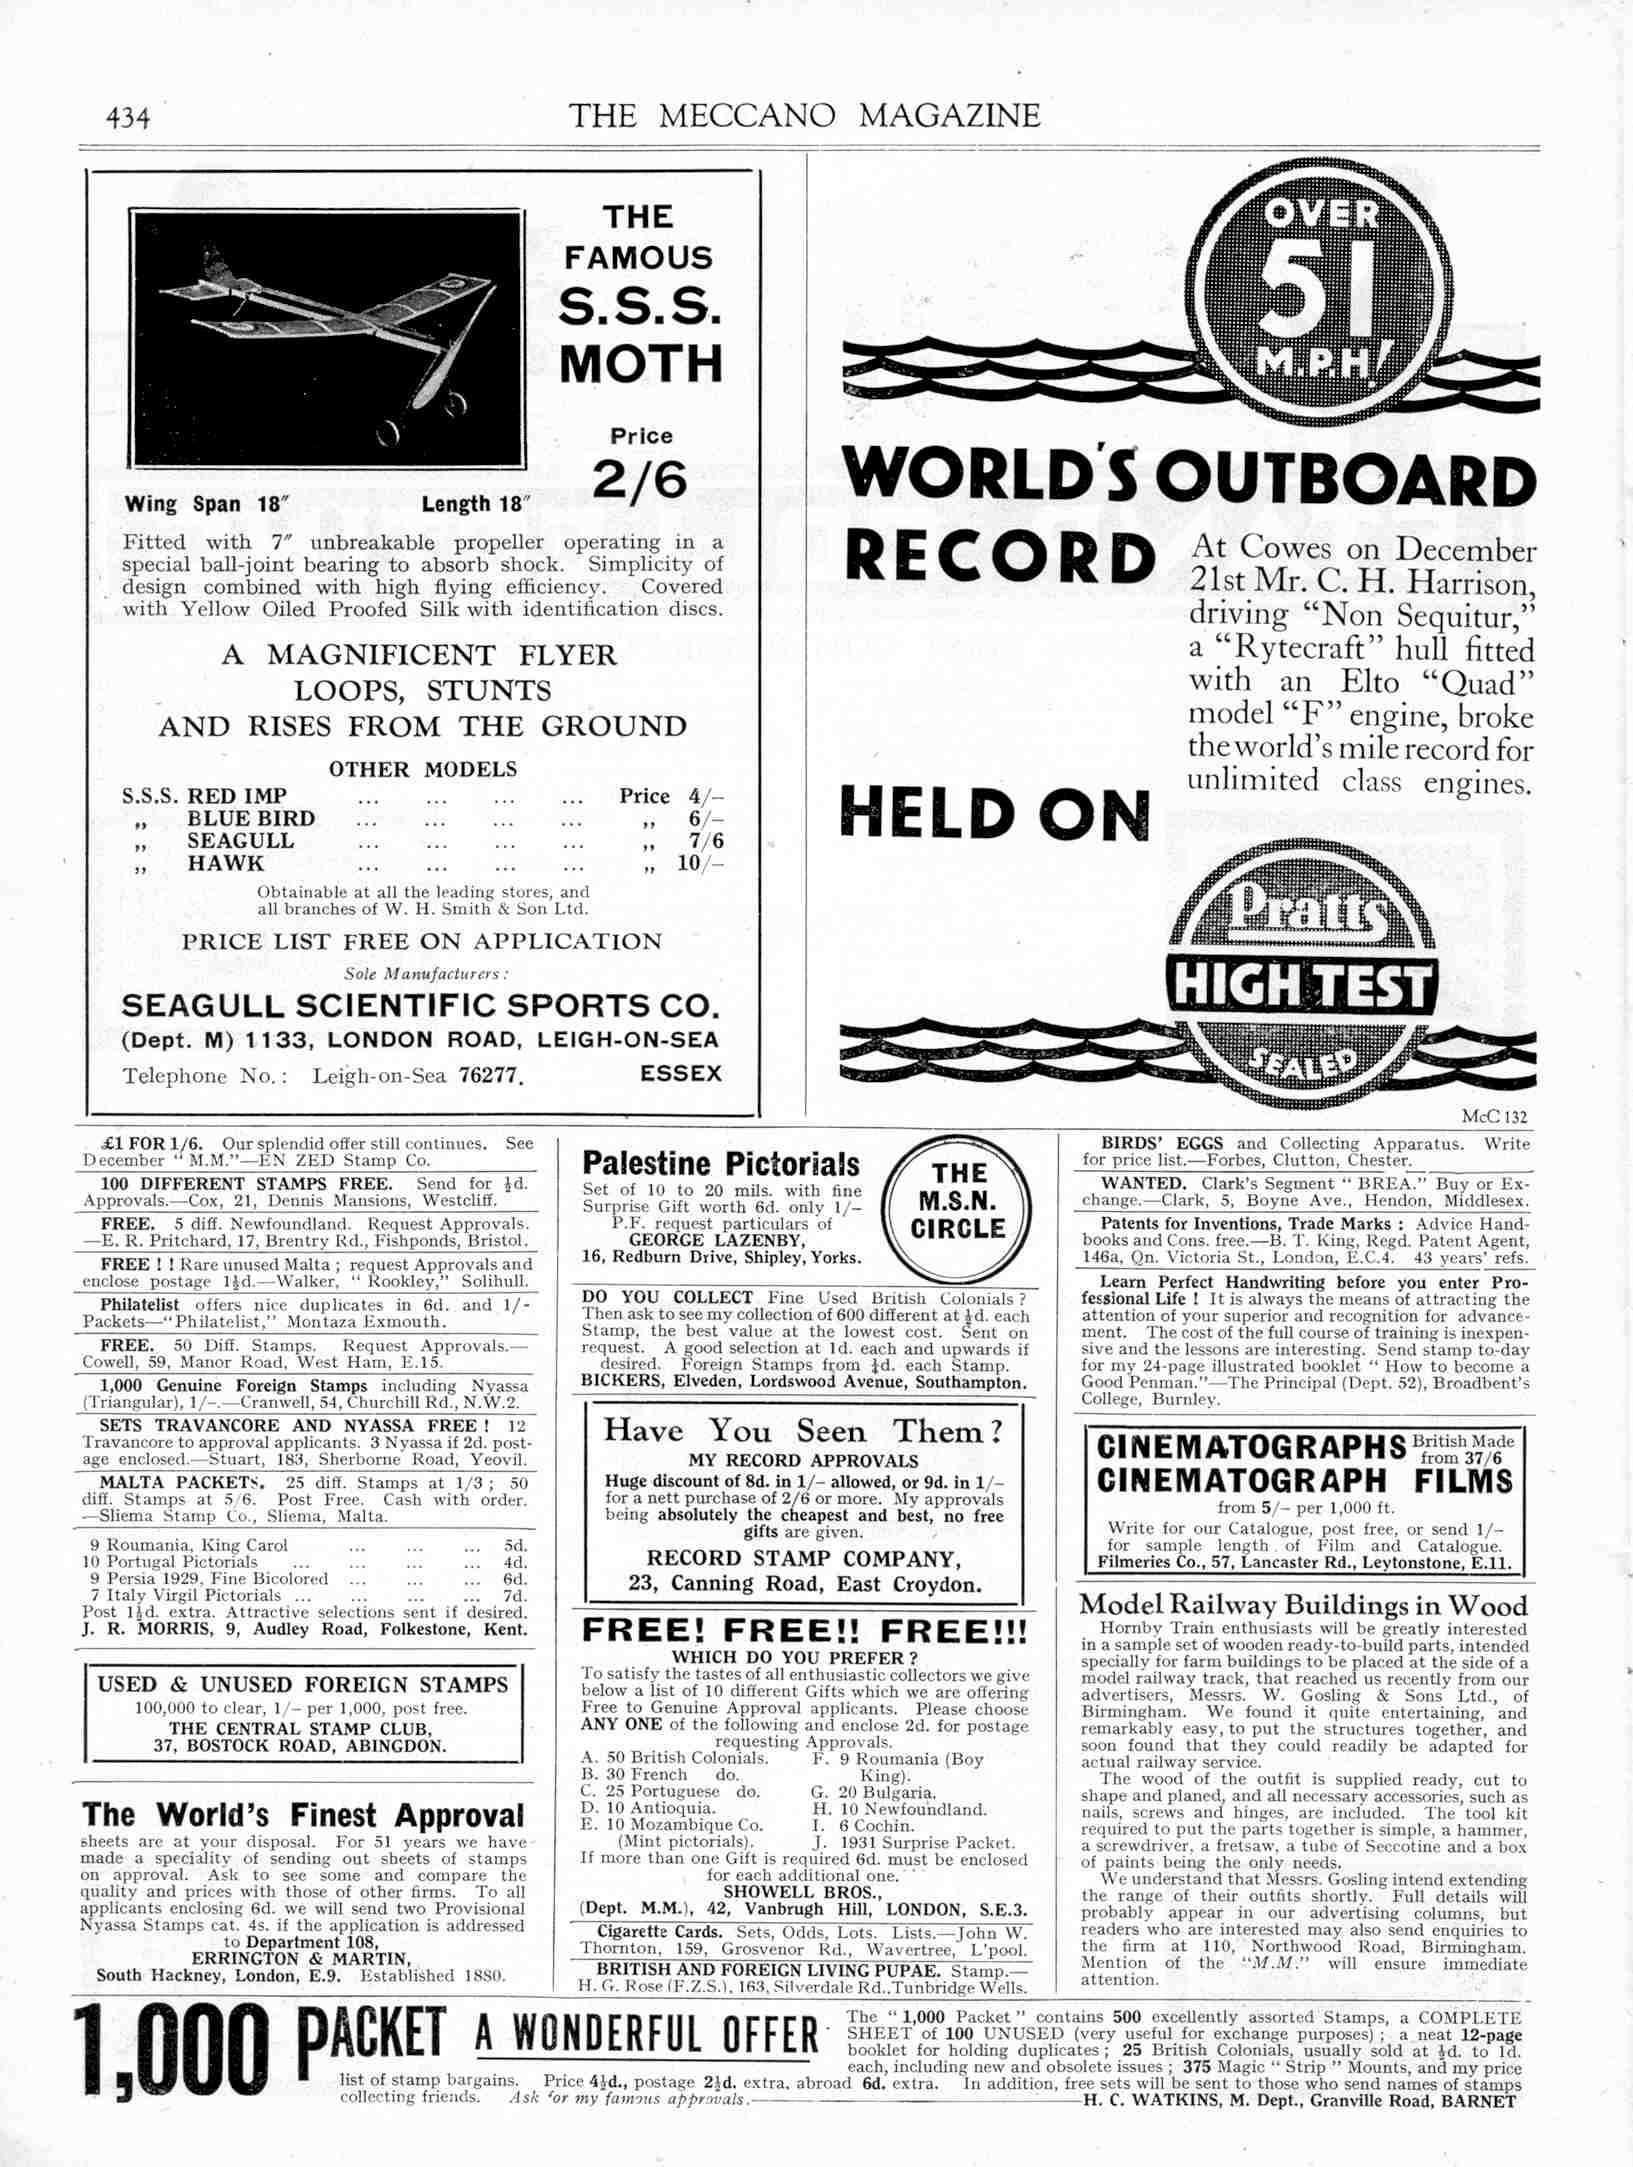 434
THE MECCANO MAGAZINE
THE
FAMOUS
S.S.S.
MOTH
Price
2/6
Wing Span 18″ Length 18″
Fitted with 7″ unbreakable propeller operating in a
special ball-joint bearing to absorb shock. Simplicity of
design combined with high flying efficiency. Covered
with Yellow Oiled Proofed Silk with identification discs.
A MAGNIFICENT FLYER
LOOPS, STUNTS
AND RISES FROM THE GROUND
OTHER MODELS
S.S.S. RED IMP ... ... ... ... Price 4/–
„ BLUE BIRD ... ... ... ... „ 6/–
„ SEAGULL ... ... ... ... „ 7/6
„ HAWK ... ... ... ... „ 10/–
Obtainable at all the leading stores, and
all branches of W. H. Smith & Son Ltd.
PRICE LIST FREE ON APPLICATION
Sole Manufacturers:
SEAGULL SCIENTIFIC SPORTS CO.
(Dept. M) 1133, LONDON ROAD, LEIGH-ON-SEA
Telephone No.: Leigh-on-Sea 76277. ESSEX
OVER
51
M.P.H!
WORLD'S OUTBOARD
RECORD
At Cowes on December
21st Mr. C. H. Harrison,
driving "Non Sequitur,"
a "Rytecraft" hull fitted
with an Elto "Quad"
model "F" engine, broke
the world's mile record for
unlimited class engines.
HELD ON
Pratts
HIGH TEST
SEALED
McC 132
£1 FOR 1/6. Our splendid offer still continues. See
December "M.M."—EN ZED Stamp Co.
100 DIFFERENT STAMPS FREE. Send for ½d.
Approvals.—Cox, 21, Dennis Mansions, Westcliff.
FREE. 5 diff. Newfoundland. Request Approvals.
—E. R. Pritchard, 17, Brentry Rd., Fishponds, Bristol.
FREE ! ! Rare unused Malta ; request Approvals and
enclose postage 1½d.—Walker, " Rookley," Solihull.
Philatelist offers nice duplicates in 6d. and 1/-
Packets—"Philatelist," Montaza Exmouth.
FREE. 50 Diff. Stamps. Request Approvals.—
Cowell, 59, Manor Road, West Ham, E.15.
1,000 Genuine Foreign Stamps including Nyassa
(Triangular), 1/-.—Cranwell, 54, Churchill Rd., N.W.2.
SETS TRAVANCORE AND NYASSA FREE ! 12
Travancore to approval applicants. 3 Nyassa if 2d. post-
age enclosed.—Stuart, 183, Sherborne Road, Yeovil.
MALTA PACKETS. 25 diff. Stamps at 1/3 ; 50
diff. Stamps at 5/6. Post Free. Cash with order.
—Sliema Stamp Co., Sliema, Malta.
9 Roumania, King Carol ... ... ... 5d.
10 Portugal Pictorials ... ... ... ... 4d.
9 Persia 1929, Fine Bicolored ... ... ... 6d.
7 Italy Virgil Pictorials ... ... ... ... 7d.
Post 1½d. extra. Attractive selections sent if desired.
J. R. MORRIS, 9, Audley Road, Folkestone, Kent.
USED & UNUSED FOREIGN STAMPS
100,000 to clear, 1/– per 1,000, post free.
THE CENTRAL STAMP CLUB,
37, BOSTOCK ROAD, ABINGDON.
The World's Finest Approval
sheets are at your disposal. For 51 years we have
made a speciality of sending out sheets of stamps
on approval. Ask to see some and compare the
quality and prices with those of other firms. To all
applicants enclosing 6d. we will send two Provisional
Nyassa Stamps cat. 4s. if the application is addressed
to Department 108,
ERRINGTON & MARTIN,
South Hackney, London, E.9. Established 1880.
Palestine Pictorials
Set of 10 to 20 mils. with fine
Surprise Gift worth 6d. only 1/–
P.F. request particulars of
GEORGE LAZENBY,
16, Redburn Drive, Shipley, Yorks.
THE
M.S.N.
CIRCLE
DO YOU COLLECT Fine Used British Colonials ?
Then ask to see my collection of 600 different at ½d. each
Stamp, the best value at the lowest cost. Sent on
request. A good selection at 1d. each and upwards if
desired. Foreign Stamps from ¼d. each Stamp.
BICKERS, Elveden, Lordswood Avenue, Southampton.
Have You Seen Them ?
MY RECORD APPROVALS
Huge discount of 8d. in 1/– allowed, or 9d. in 1/–
for a nett purchase of 2/6 or more. My approvals
being absolutely the cheapest and best, no free
gifts are given.
RECORD STAMP COMPANY,
23, Canning Road, East Croydon.
FREE! FREE!! FREE!!!
WHICH DO YOU PREFER ?
To satisfy the tastes of all enthusiastic collectors we give
below a list of 10 different Gifts which we are offering
Free to Genuine Approval applicants. Please choose
ANY ONE of the following and enclose 2d. for postage
requesting Approvals.
A. 50 British Colonials. F. 9 Roumania (Boy
B. 30 French do. King).
C. 25 Portuguese do. G. 20 Bulgaria.
D. 10 Antioquia. H. 10 Newfoundland.
E. 10 Mozambique Co. I. 6 Cochin.
(Mint pictorials). J. 1931 Surprise Packet.
If more than one Gift is required 6d. must be enclosed
for each additional one.
SHOWELL BROS.,
(Dept. M.M.), 42, Vanbrugh Hill, LONDON, S.E.3.
Cigarette Cards. Sets, Odds, Lots. Lists.—John W.
Thornton, 159, Grosvenor Rd., Wavertree, L'pool.
BRITISH AND FOREIGN LIVING PUPAE. Stamp.—
H. G. Rose (F.Z.S.), 163, Silverdale Rd., Tunbridge Wells.
BIRDS' EGGS and Collecting Apparatus. Write
for price list.—Forbes, Clutton, Chester.
WANTED. Clark's Segment " BREA." Buy or Ex-
change.—Clark, 5, Boyne Ave., Hendon, Middlesex.
Patents for Inventions, Trade Marks : Advice Hand-
books and Cons. free.—B. T. King, Regd. Patent Agent,
146a, Qn. Victoria St., London, E.C.4. 43 years' refs.
Learn Perfect Handwriting before you enter Pro-
fessional Life ! It is always the means of attracting the
attention of your superior and recognition for advance-
ment. The cost of the full course of training is inexpen-
sive and the lessons are interesting. Send stamp to-day
for my 24-page illustrated booklet " How to become a
Good Penman."—The Principal (Dept. 52), Broadbent's
College, Burnley.
CINEMATOGRAPHS British Made
from 37/6
CINEMATOGRAPH FILMS
from 5/– per 1,000 ft.
Write for our Catalogue, post free, or send 1/–
for sample length of Film and Catalogue.
Filmeries Co., 57, Lancaster Rd., Leytonstone, E.11.
Model Railway Buildings in Wood
Hornby Train enthusiasts will be greatly interested
in a sample set of wooden ready-to-build parts, intended
specially for farm buildings to be placed at the side of a
model railway track, that reached us recently from our
advertisers, Messrs. W. Gosling & Sons Ltd., of
Birmingham. We found it quite entertaining, and
remarkably easy, to put the structures together, and
soon found that they could readily be adapted for
actual railway service.
The wood of the outfit is supplied ready, cut to
shape and planed, and all necessary accessories, such as
nails, screws and hinges, are included. The tool kit
required to put the parts together is simple, a hammer,
a screwdriver, a fretsaw, a tube of Seccotine and a box
of paints being the only needs.
We understand that Messrs. Gosling intend extending
the range of their outfits shortly. Full details will
probably appear in our advertising columns, but
readers who are interested may also send enquiries to
the firm at 110, Northwood Road, Birmingham.
Mention of the "M.M." will ensure immediate
attention.
1,000 PACKET A WONDERFUL OFFER
The " 1,000 Packet " contains 500 excellently assorted Stamps, a COMPLETE
SHEET of 100 UNUSED (very useful for exchange purposes) ; a neat 12-page
booklet for holding duplicates ; 25 British Colonials, usually sold at ½d. to 1d.
each, including new and obsolete issues ; 375 Magic " Strip " Mounts, and my price
list of stamp bargains. Price 4½d., postage 2½d. extra, abroad 6d. extra. In addition, free sets will be sent to those who send names of stamps
collecting friends. Ask for my famous approvals.—H. C. WATKINS, M. Dept., Granville Road, BARNET